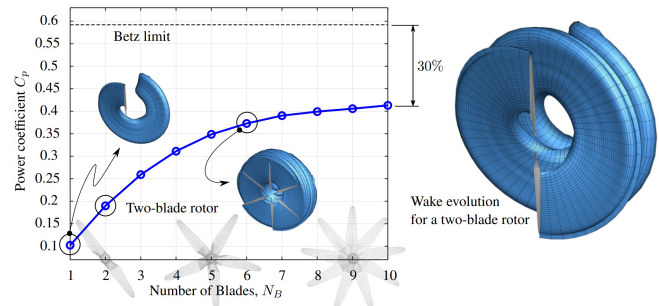 0.6
0.55
0.5
0.45
0.4
0.35
0.3
0.25
0.2
0.15
0.1
Power coefficient C_p
Betz limit
30%
Two-blade rotor
Wake evolution
for a two-blade rotor
1 2 3 4 5 6 7 8 9 10
Number of Blades, N_B